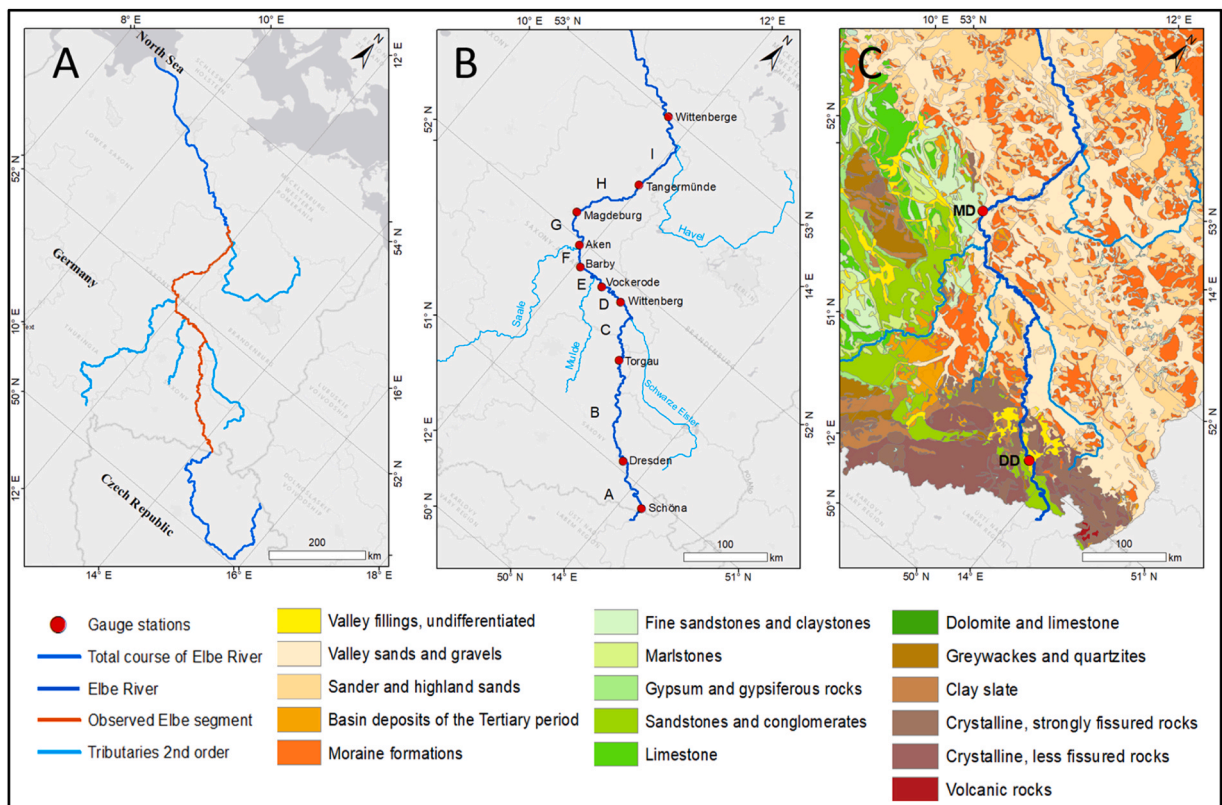 8° E
10° E
A
North Sea
N
12° E
52° N
LOWER SAXONY
Germany
54° N
10° E
50° N
16° E
12° E
Czech Republic
52° N
200
km
14° E
16° E
18° E
10° E
53° N
12° E
B
N
52° N
Wittenberge
I
H
Tangermünde
Magdeburg
Havel
G
Aken
53° N
F
Barby
E
Vockerode
14° E
D
Wittenberg
Saale
51° N
C
Mulde
Torgau
Schwarze Elster
B
12° E
52° N
Dresden
A
50° N
Schöna
100
km
50° N
14° E
51° N
10° E
53° N
12° E
C
N
52° N
MD
53° N
14° E
51° N
12° E
52° N
DD
50° N
100
km
50° N
14° E
51° N
Gauge stations
Total course of Elbe River
Elbe River
Observed Elbe segment
Tributaries 2nd order
Valley fillings, undifferentiated
Valley sands and gravels
Sander and highland sands
Basin deposits of the Tertiary period
Moraine formations
Fine sandstones and claystones
Marlstones
Gypsum and gypsiferous rocks
Sandstones and conglomerates
Limestone
Dolomite and limestone
Greywackes and quartzites
Clay slate
Crystalline, strongly fissured rocks
Crystalline, less fissured rocks
Volcanic rocks